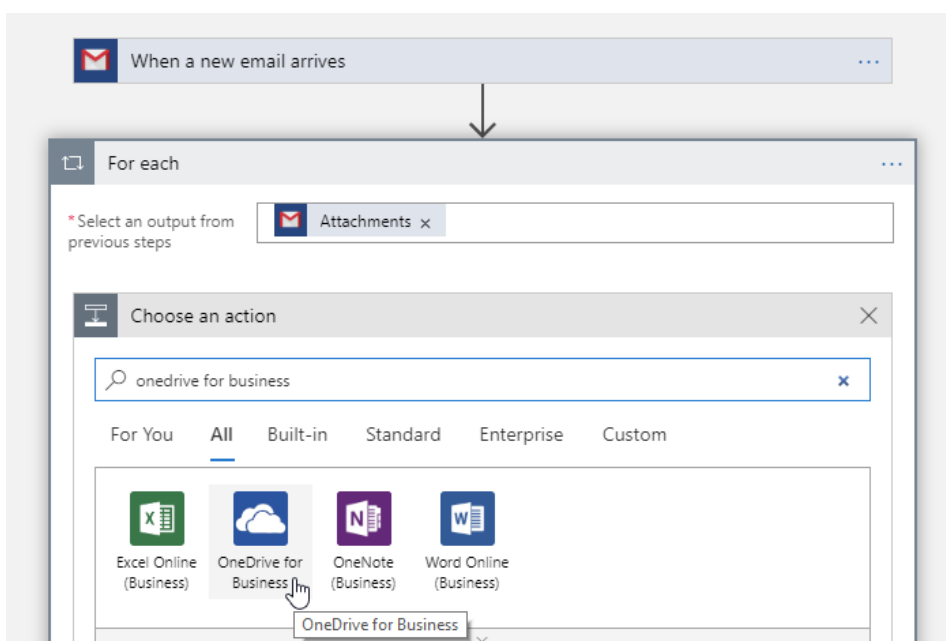 When a new email arrives
...
For each
...
*Select an output from
previous steps
Attachments ×
Choose an action
onedrive for business
For You All Built-in Standard Enterprise Custom
Excel Online
(Business)
OneDrive for
Business
OneNote
(Business)
Word Online
(Business)
OneDrive for Business